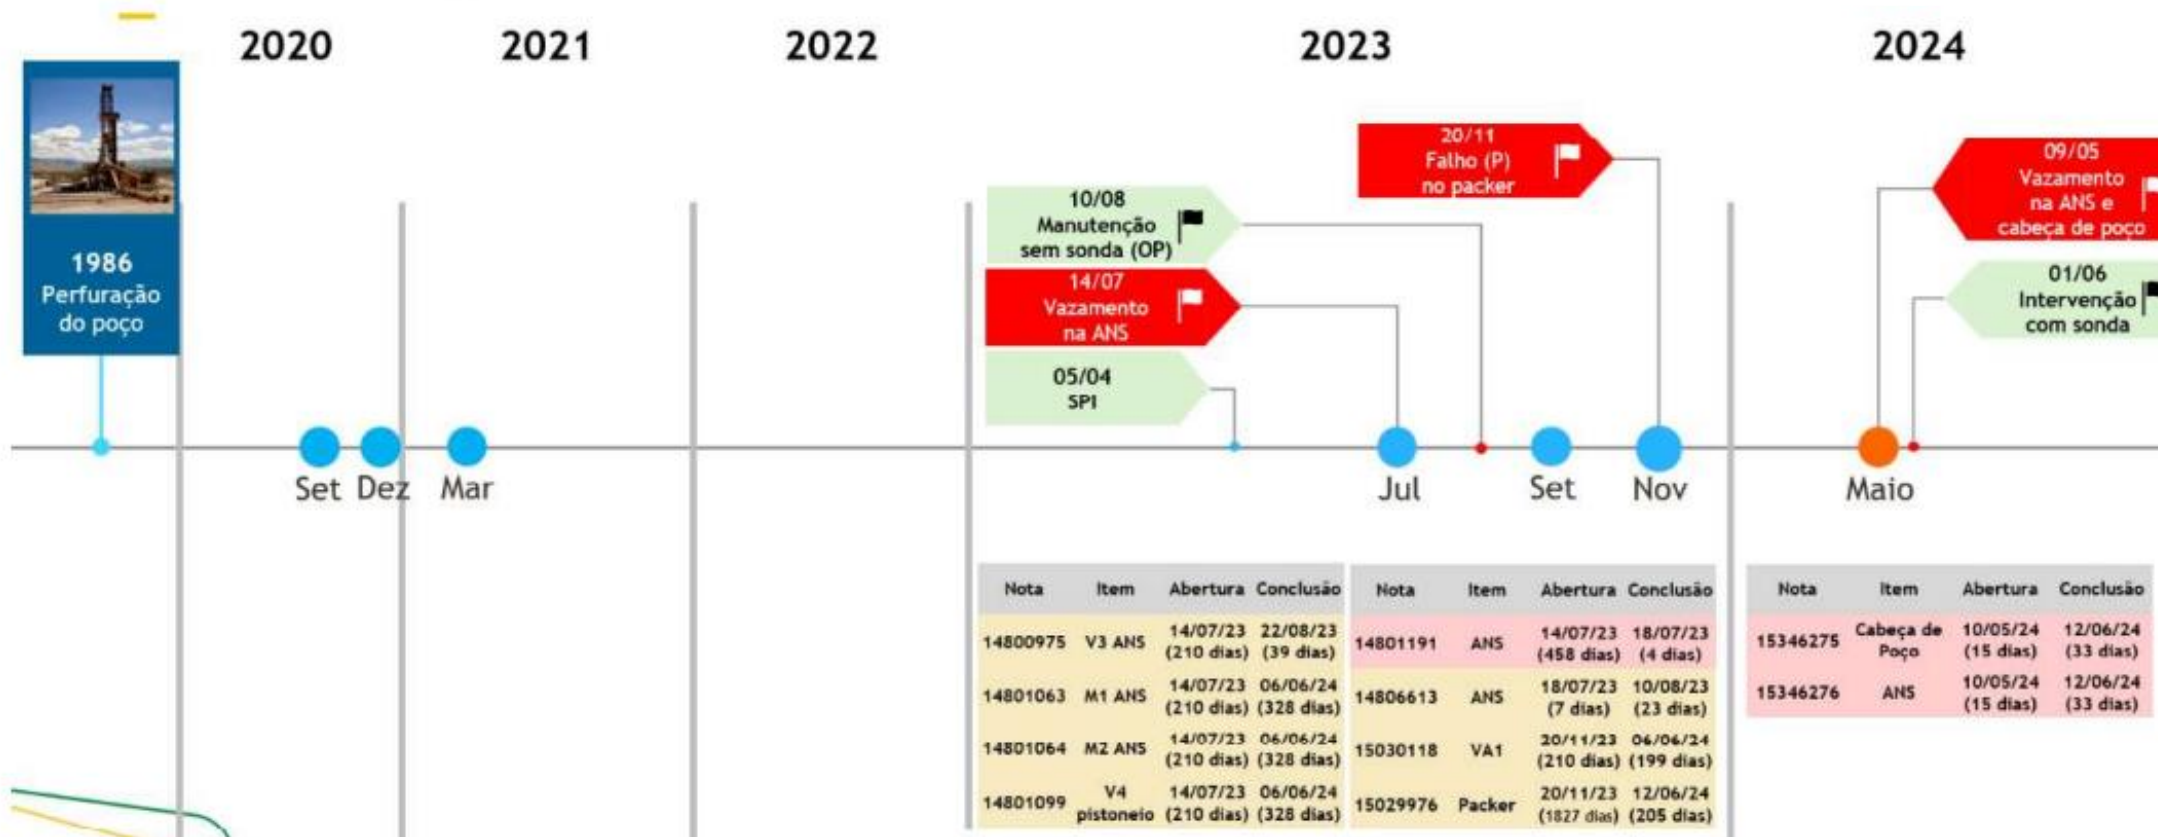 2020
2021
2022
2023
2024
1986
Perfuração
do poço
20/11
Falho (P)
no packer
10/08
Manutenção
sem sonda (OP)
14/07
Vazamento
na ANS
05/04
SPI
09/05
Vazamento
na ANS e
cabeça de poço
01/06
Intervenção
com sonda
Set Dez Mar Jul Set Nov Maio
Nota Item Abertura Conclusão
14800975 V3 ANS 14/07/23 (210 dias) 22/08/23 (39 dias)
14801063 M1 ANS 14/07/23 (210 dias) 06/06/24 (328 dias)
14801064 M2 ANS 14/07/23 (210 dias) 06/06/24 (328 dias)
14801099 V4 pistoneio 14/07/23 (210 dias) 06/06/24 (328 dias)
Nota Item Abertura Conclusão
14801191 ANS 14/07/23 (458 dias) 18/07/23 (4 dias)
14806613 ANS 18/07/23 (7 dias) 10/08/23 (23 dias)
15030118 VA1 20/11/23 (210 dias) 06/06/24 (199 dias)
15029976 Packer 20/11/23 (1827 dias) 12/06/24 (205 dias)
Nota Item Abertura Conclusão
15346275 Cabeça de Poço 10/05/24 (15 dias) 12/06/24 (33 dias)
15346276 ANS 10/05/24 (15 dias) 12/06/24 (33 dias)